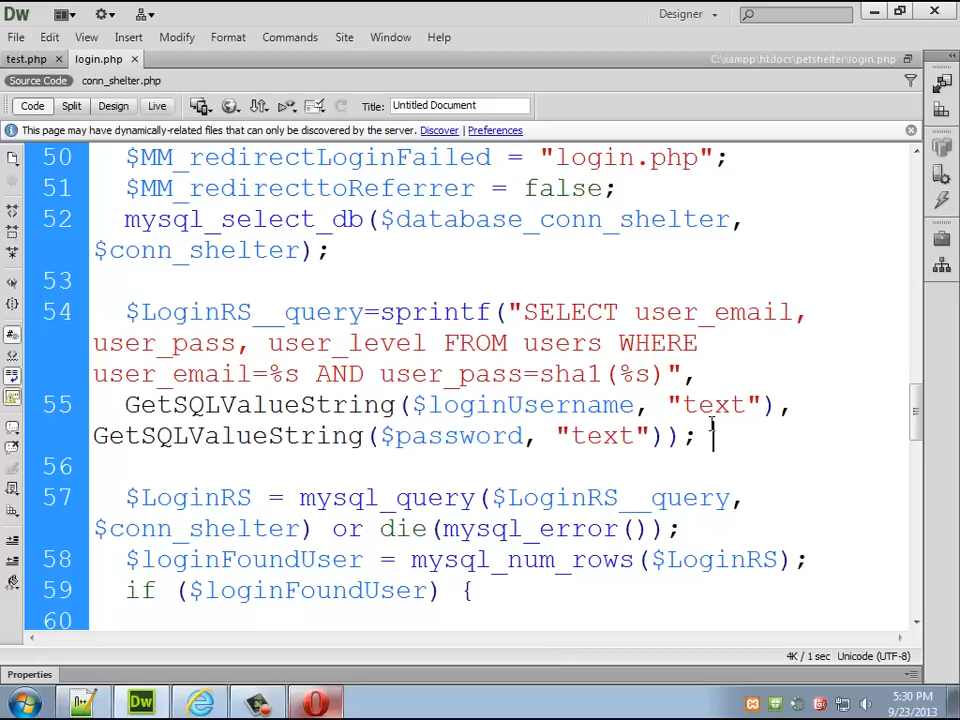 Dw
Designer
File Edit View Insert Modify Format Commands Site Window Help
test.php login.php C:\xampp\htdocs\petshelter\login.php
Source Code conn_shelter.php
Code Split Design Live Title: Untitled Document
This page may have dynamically-related files that can only be discovered by the server. Discover | Preferences
50 $MM_redirectLoginFailed = "login.php";
51 $MM_redirecttoReferrer = false;
52 mysql_select_db($database_conn_shelter,
$conn_shelter);
53
54 $LoginRS__query=sprintf("SELECT user_email,
user_pass, user_level FROM users WHERE
user_email=%s AND user_pass=sha1(%s)",
55 GetSQLValueString($loginUsername, "text"),
GetSQLValueString($password, "text"));
56
57 $LoginRS = mysql_query($LoginRS__query,
$conn_shelter) or die(mysql_error());
58 $loginFoundUser = mysql_num_rows($LoginRS);
59 if ($loginFoundUser) {
60
4K / 1 sec Unicode (UTF-8)
Properties
Dw
5:30 PM
9/23/2013